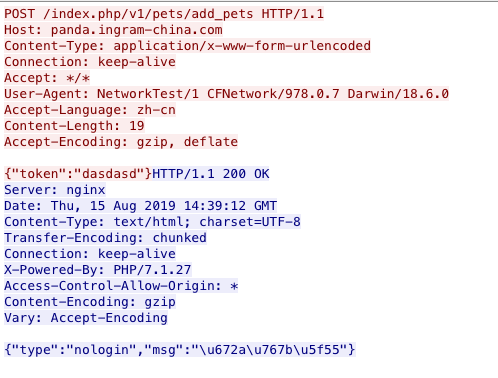 POST /index.php/v1/pets/add_pets HTTP/1.1
Host: panda.ingram-china.com
Content-Type: application/x-www-form-urlencoded
Connection: keep-alive
Accept: */*
User-Agent: NetworkTest/1 CFNetwork/978.0.7 Darwin/18.6.0
Accept-Language: zh-cn
Content-Length: 19
Accept-Encoding: gzip, deflate
{"token":"dasdasd"}HTTP/1.1 200 OK
Server: nginx
Date: Thu, 15 Aug 2019 14:39:12 GMT
Content-Type: text/html; charset=UTF-8
Transfer-Encoding: chunked
Connection: keep-alive
X-Powered-By: PHP/7.1.27
Access-Control-Allow-Origin: *
Content-Encoding: gzip
Vary: Accept-Encoding
{"type":"nologin","msg":"\u672a\u767b\u5f55"}